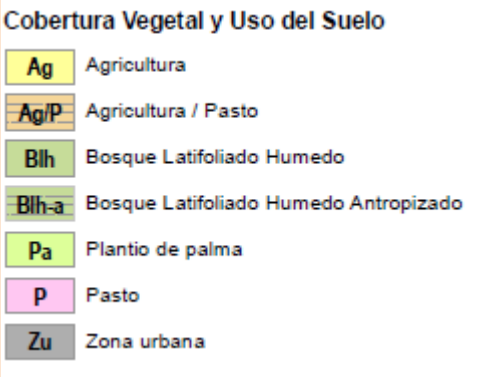 Cobertura Vegetal y Uso del Suelo
Ag Agricultura
Ag/P Agricultura / Pasto
Blh Bosque Latifoliado Humedo
Blh-a Bosque Latifoliado Humedo Antropizado
Pa Plantio de palma
P Pasto
Zu Zona urbana